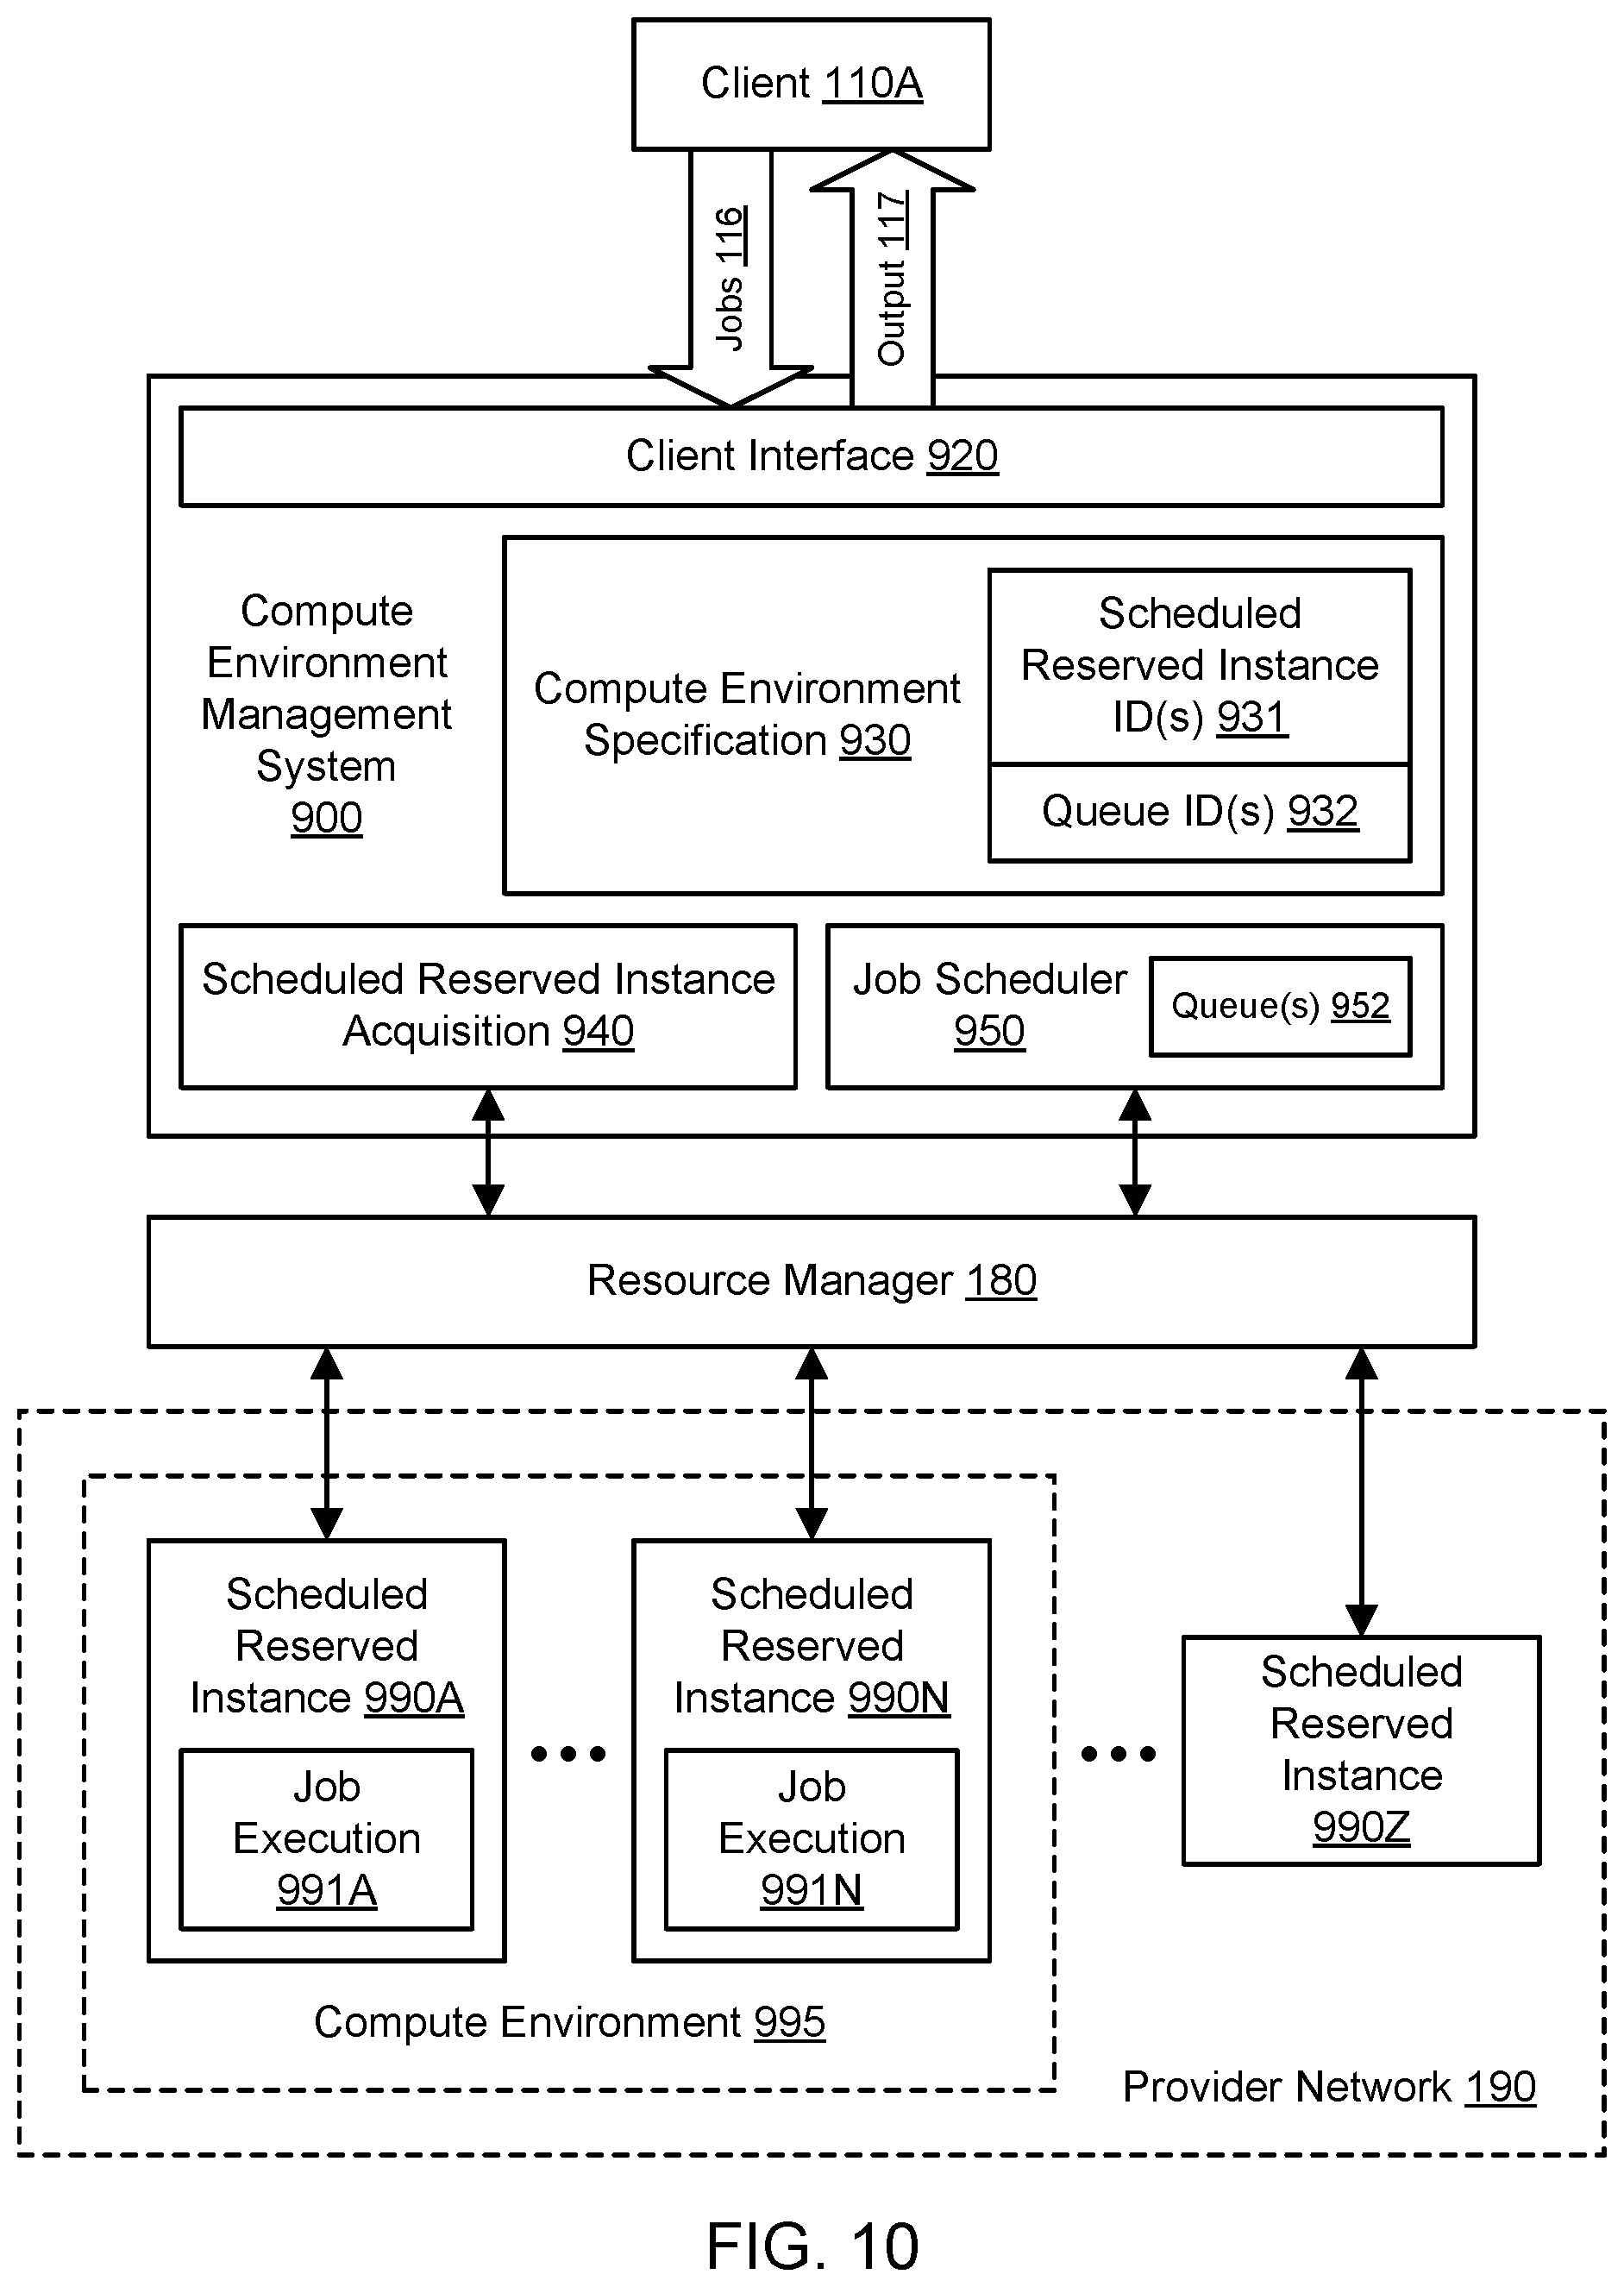 Client 110A
Jobs 116
Output 117
Client Interface 920
Compute
Environment
Management
System
900
Compute Environment
Specification 930
Scheduled
Reserved Instance
ID(s) 931
Queue ID(s) 932
Scheduled Reserved Instance
Acquisition 940
Job Scheduler
950
Queue(s) 952
Resource Manager 180
Scheduled
Reserved
Instance 990A
Job
Execution
991A
Scheduled
Reserved
Instance 990N
Job
Execution
991N
Scheduled
Reserved
Instance
990Z
Compute Environment 995
Provider Network 190
FIG. 10